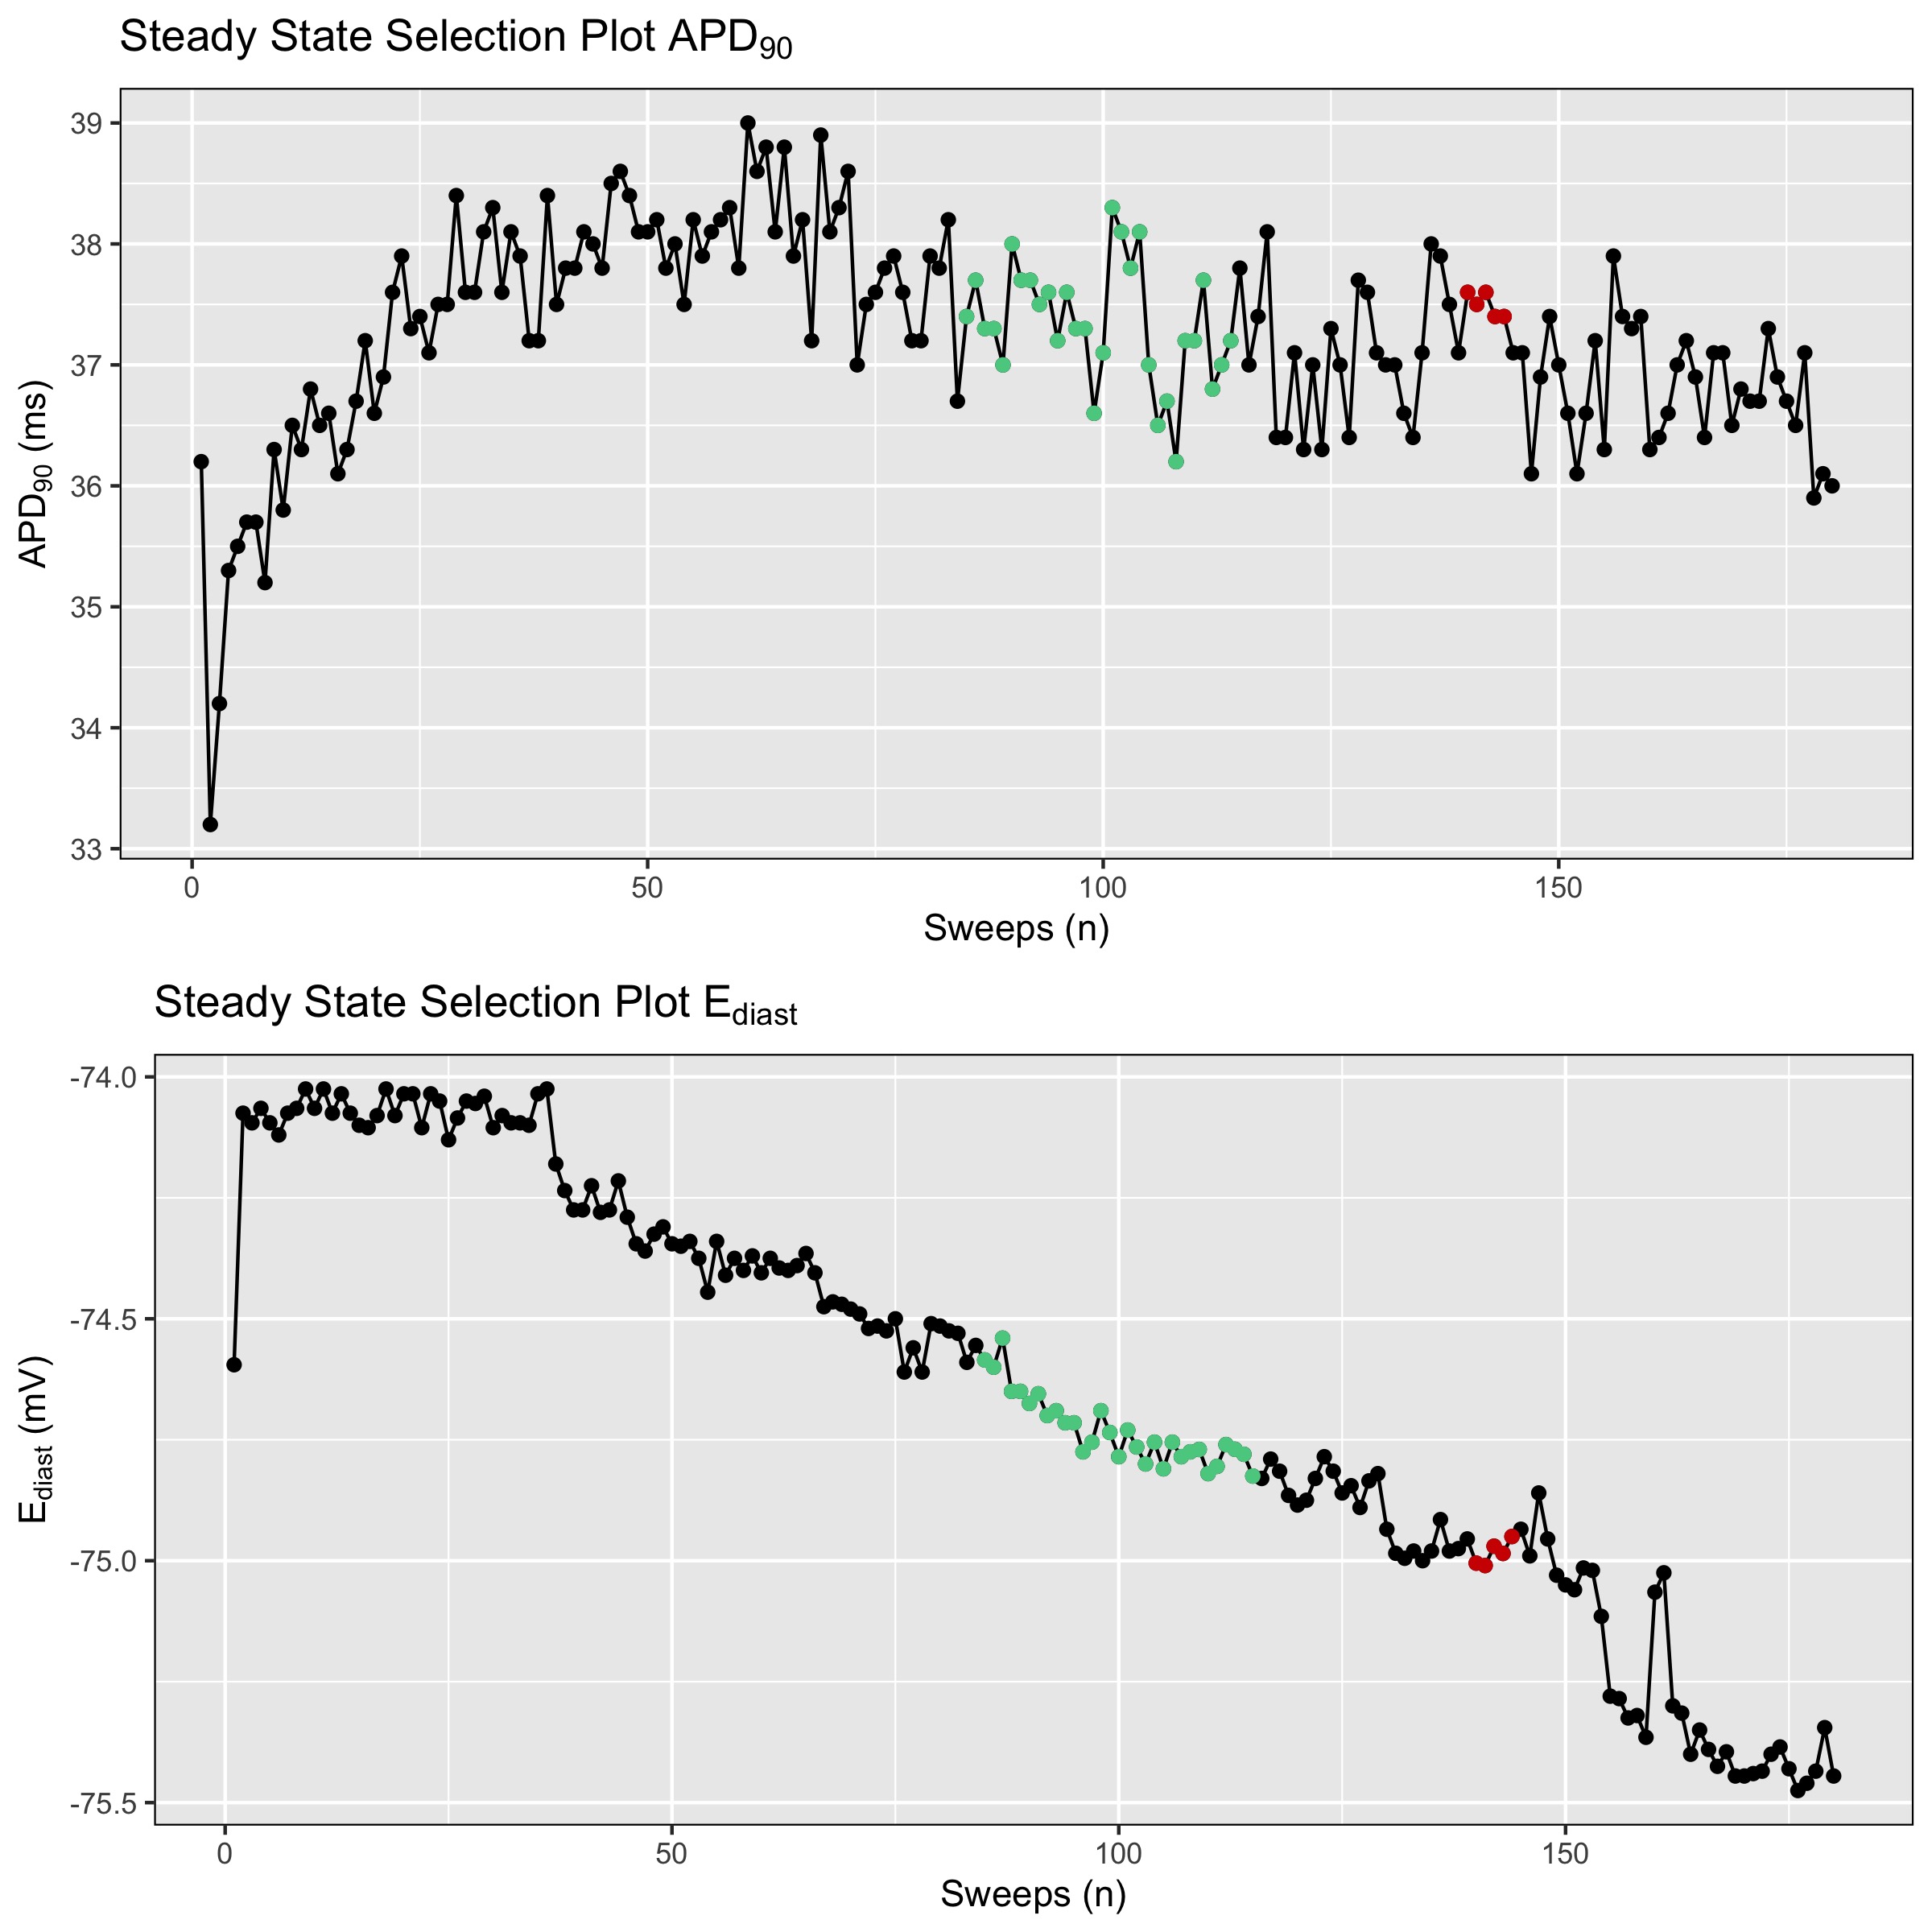 Steady State Selection Plot APD90
39
38
37
36
35
34
33
APD90 (ms)
0 50 100 150
Sweeps (n)
Steady State Selection Plot Ediast
-74.0
-74.5
-75.0
-75.5
Ediast (mV)
0 50 100 150
Sweeps (n)